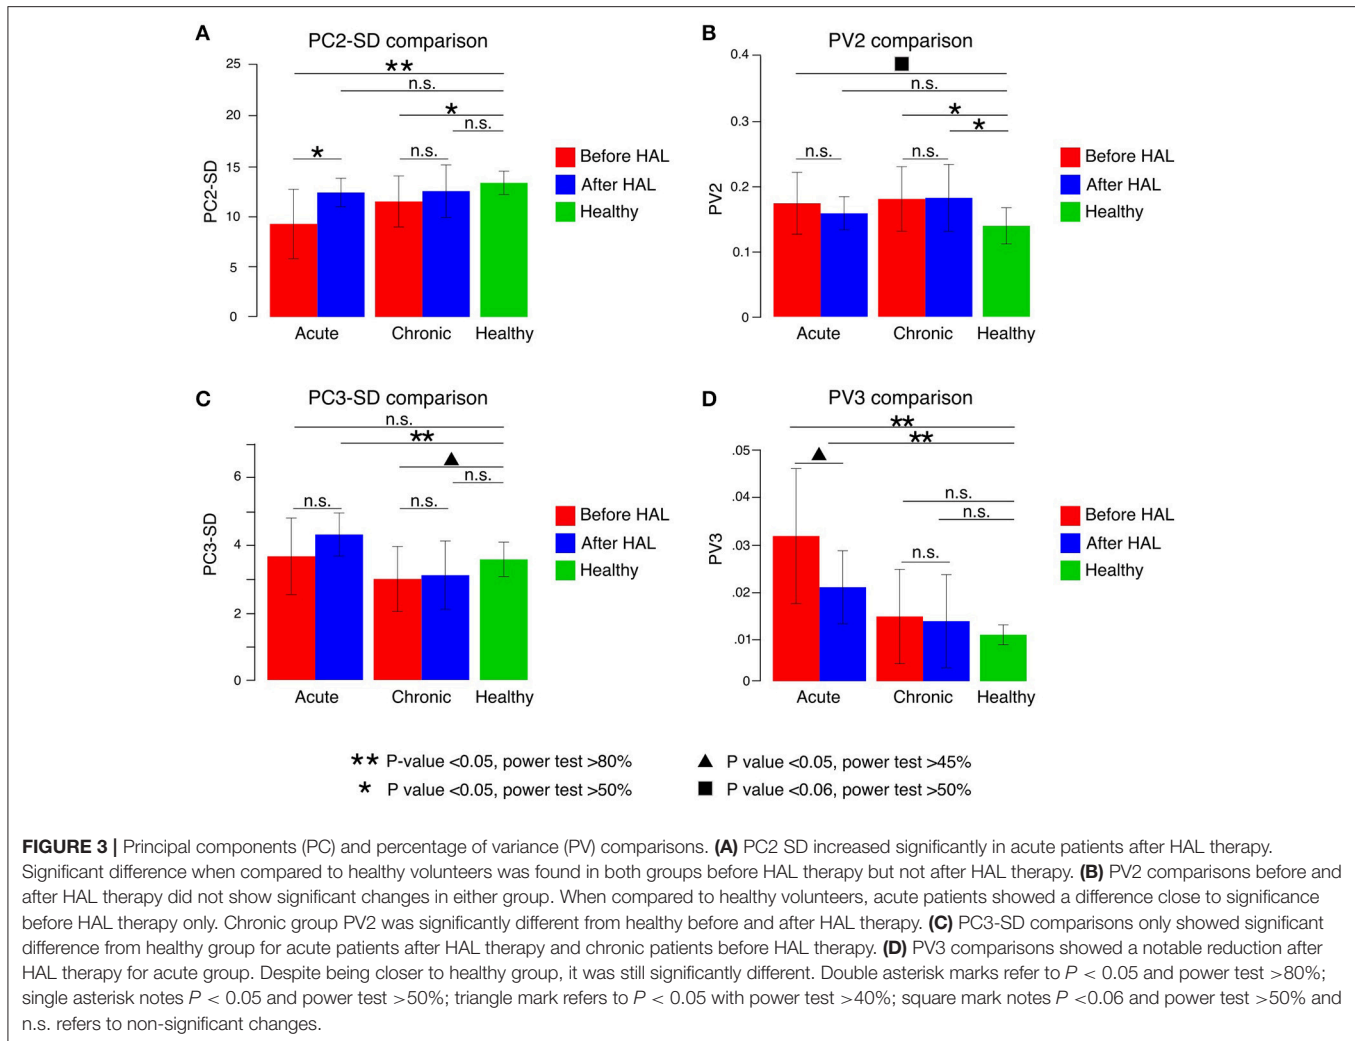 A
PC2-SD comparison
**
n.s.
*
n.s.
*
n.s.
25
20
15
10
5
0
PC2-SD
Acute
Chronic
Healthy
Before HAL
After HAL
Healthy
B
PV2 comparison
■
n.s.
*
*
n.s.
n.s.
0.4
0.3
0.2
0.1
0
PV2
Acute
Chronic
Healthy
Before HAL
After HAL
Healthy
C
PC3-SD comparison
n.s.
**
▲
n.s.
n.s.
n.s.
6
4
2
0
PC3-SD
Acute
Chronic
Healthy
Before HAL
After HAL
Healthy
D
PV3 comparison
**
**
▲
n.s.
n.s.
n.s.
.05
.04
.03
.02
.01
0
PV3
Acute
Chronic
Healthy
Before HAL
After HAL
Healthy
** P-value <0.05, power test >80%
* P value <0.05, power test >50%
▲ P value <0.05, power test >45%
■ P value <0.06, power test >50%
FIGURE 3 | Principal components (PC) and percentage of variance (PV) comparisons. (A) PC2 SD increased significantly in acute patients after HAL therapy.
Significant difference when compared to healthy volunteers was found in both groups before HAL therapy but not after HAL therapy. (B) PV2 comparisons before and
after HAL therapy did not show significant changes in either group. When compared to healthy volunteers, acute patients showed a difference close to significance
before HAL therapy only. Chronic group PV2 was significantly different from healthy before and after HAL therapy. (C) PC3-SD comparisons only showed significant
difference from healthy group for acute patients after HAL therapy and chronic patients before HAL therapy. (D) PV3 comparisons showed a notable reduction after
HAL therapy for acute group. Despite being closer to healthy group, it was still significantly different. Double asterisk marks refer to P < 0.05 and power test >80%;
single asterisk notes P < 0.05 and power test >50%; triangle mark refers to P < 0.05 with power test >40%; square mark notes P <0.06 and power test >50% and
n.s. refers to non-significant changes.